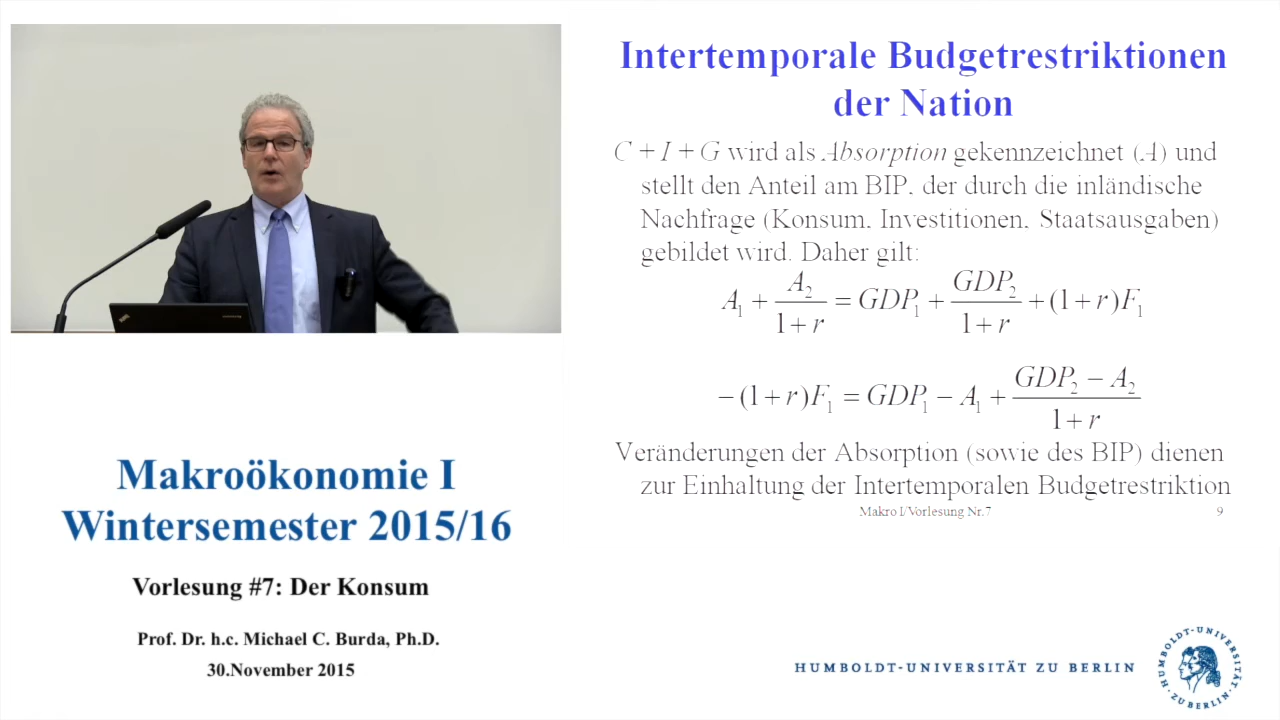 Intertemporale Budgetrestriktionen
der Nation
C + I + G wird als Absorption gekennzeichnet (A) und
stellt den Anteil am BIP, der durch die inländische
Nachfrage (Konsum, Investitionen, Staatsausgaben)
gebildet wird. Daher gilt:
A₁ + A₂/(1+r) = GDP₁ + GDP₂/(1+r) + (1+r)F₁
−(1+r)F₁ = GDP₁ − A₁ + (GDP₂ − A₂)/(1+r)
Veränderungen der Absorption (sowie des BIP) dienen
zur Einhaltung der Intertemporalen Budgetrestriktion
Makro I/Vorlesung Nr.7 9
Makroökonomie I
Wintersemester 2015/16
Vorlesung #7: Der Konsum
Prof. Dr. h.c. Michael C. Burda, Ph.D.
30.November 2015
HUMBOLDT-UNIVERSITÄT ZU BERLIN
HUMBOLDT-UNIVERSITÄT ZU BERLIN